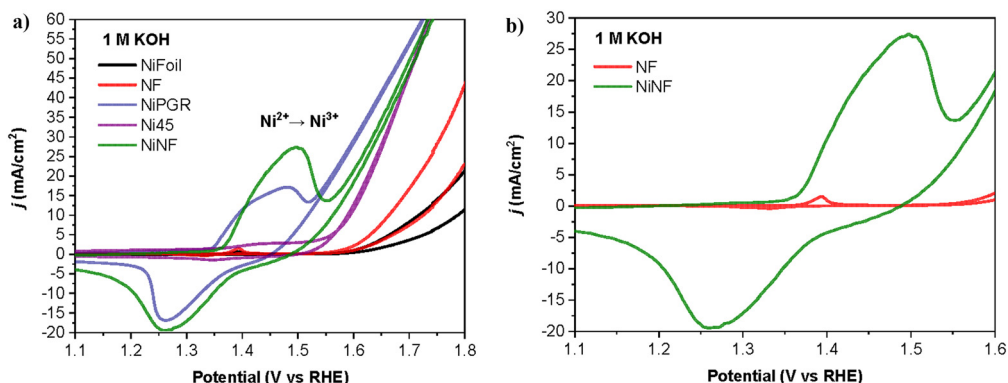 a)
60
55
50
45
40
35
30
25
20
15
10
5
0
-5
-10
-15
-20
j (mA/cm²)
1 M KOH
NiFoil
NF
NiPGR
Ni45
NiNF
Ni²⁺→ Ni³⁺
1.1 1.2 1.3 1.4 1.5 1.6 1.7 1.8
Potential (V vs RHE)
b)
30
25
20
15
10
5
0
-5
-10
-15
-20
j (mA/cm²)
1 M KOH
NF
NiNF
1.1 1.2 1.3 1.4 1.5 1.6
Potential (V vs RHE)